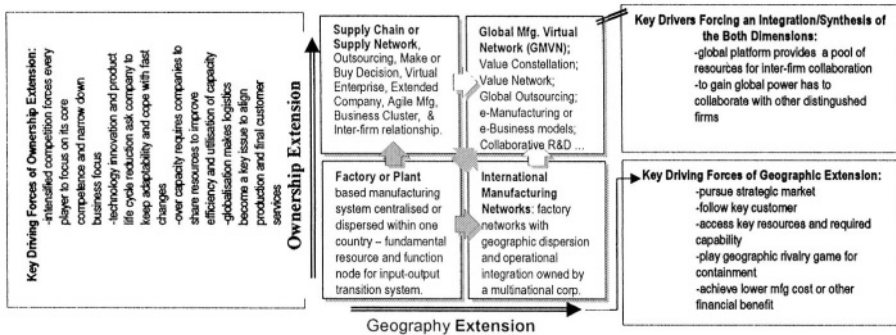 Key Driving Forces of Ownership Extension:
-intensified competition forces every
player to focus on its core
competence and narrow down
business focus
-technology innovation and product
life cycle reduction ask company to
keep adaptability and cope with fast
changes
-over capacity requires companies to
share resources to improve
efficiency and utilisation of capacity
-globalisation makes logistics
become a key issue to align
production and final customer
services
Ownership Extension
Supply Chain or
Supply Network,
Outsourcing, Make or
Buy Decision, Virtual
Enterprise, Extended
Company, Agile Mfg,
Business Cluster, &
Inter-firm relationship.
Global Mfg. Virtual
Network (GMVN);
Value Constellation;
Value Network;
Global Outsourcing;
e-Manufacturing or
e-Business models;
Collaborative R&D ...
Factory or Plant
based manufacturing
system centralised or
dispersed within one
country – fundamental
resource and function
node for input-output
transition system.
International
Manufacturing
Networks: factory
networks with
geographic dispersion
and operational
integration owned by
a multinational corp.
Geography Extension
Key Drivers Forcing an Integration/Synthesis of
the Both Dimensions:
-global platform provides a pool of
resources for inter-firm collaboration
-to gain global power has to
collaborate with other distingushed
firms
Key Driving Forces of Geographic Extension:
-pursue strategic market
-follow key customer
-access key resources and required
capability
-play geographic rivalry game for
containment
-achieve lower mfg cost or other
financial benefit